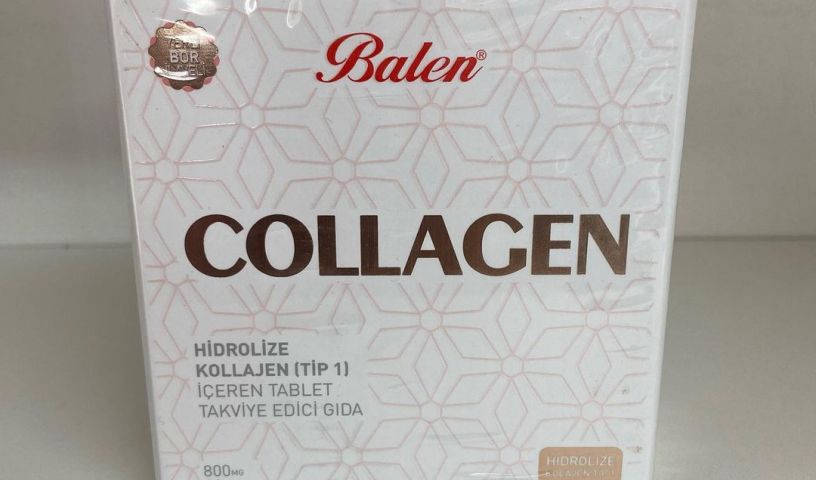 BOR
Balen®
COLLAGEN
HİDROLİZE
KOLLAJEN (TİP 1)
İÇEREN TABLET
TAKVİYE EDİCİ GIDA
800MG
HİDROLİZE